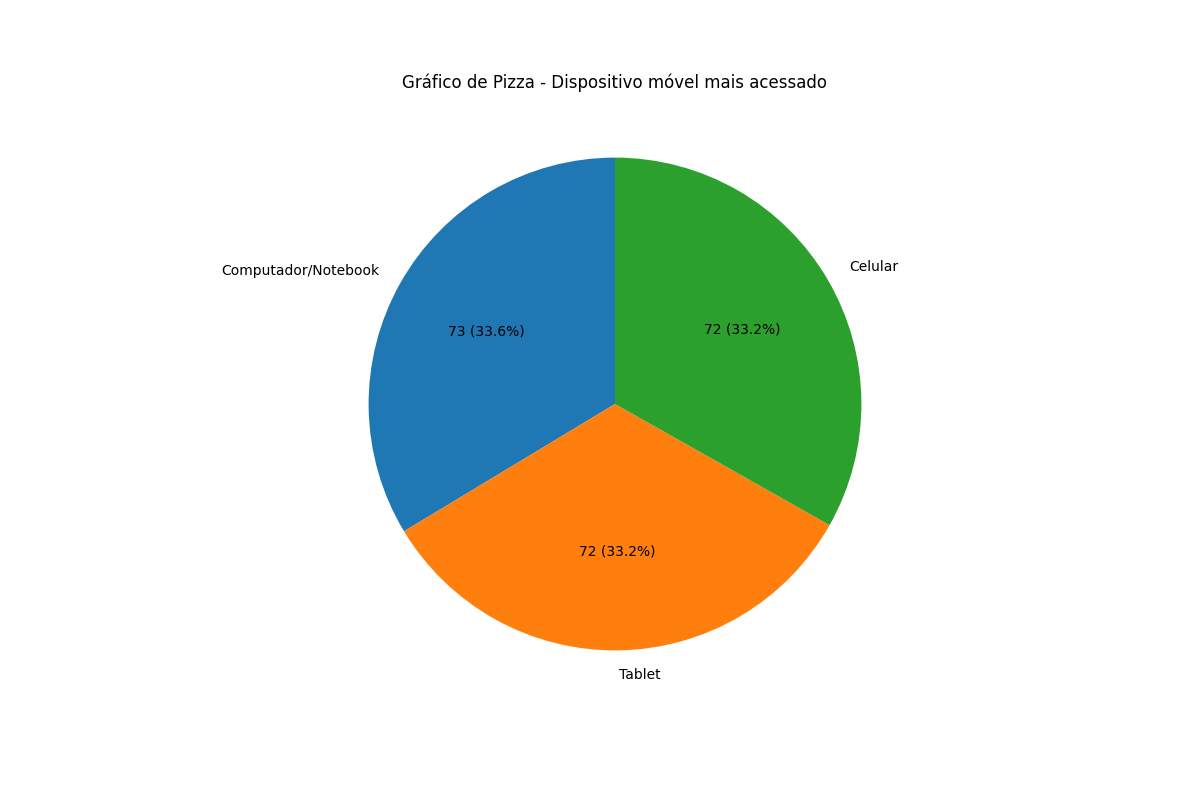 Gráfico de Pizza - Dispositivo móvel mais acessado
Celular
Computador/Notebook
72 (33.2%)
73 (33.6%)
72 (33.2%)
Tablet